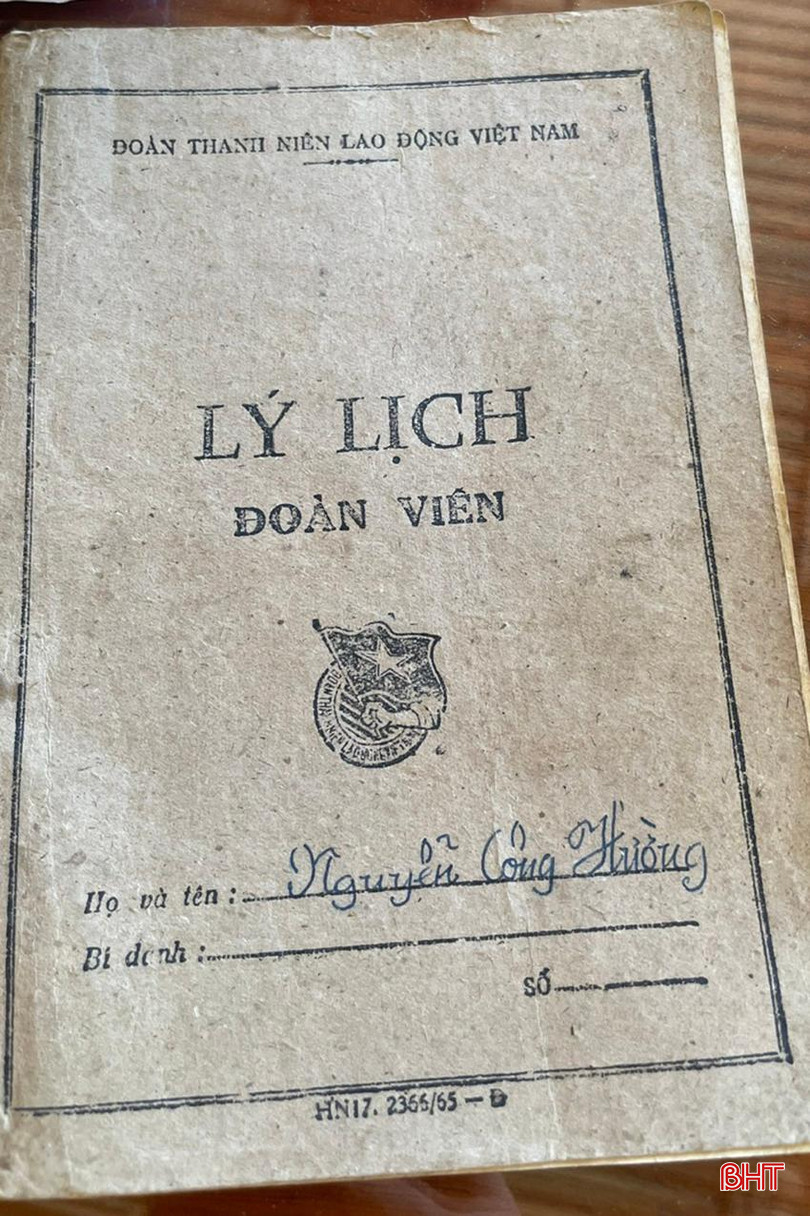 ĐOÀN THANH NIÊN LAO ĐỘNG VIỆT NAM
LÝ LỊCH
ĐOÀN VIÊN
Họ và tên : Nguyễn Công Hường
Bí danh :
SỐ
HN17. 2366/65 — Đ
BHT